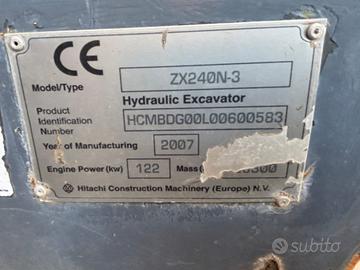 CE
Model/Type ZX240N-3
Hydraulic Excavator
Product Identification Number HCMBDG00L00600583
Year of Manufacturing 2007
Engine Power (kw) 122 Mass
Hitachi Construction Machinery (Europe) N.V.
subito